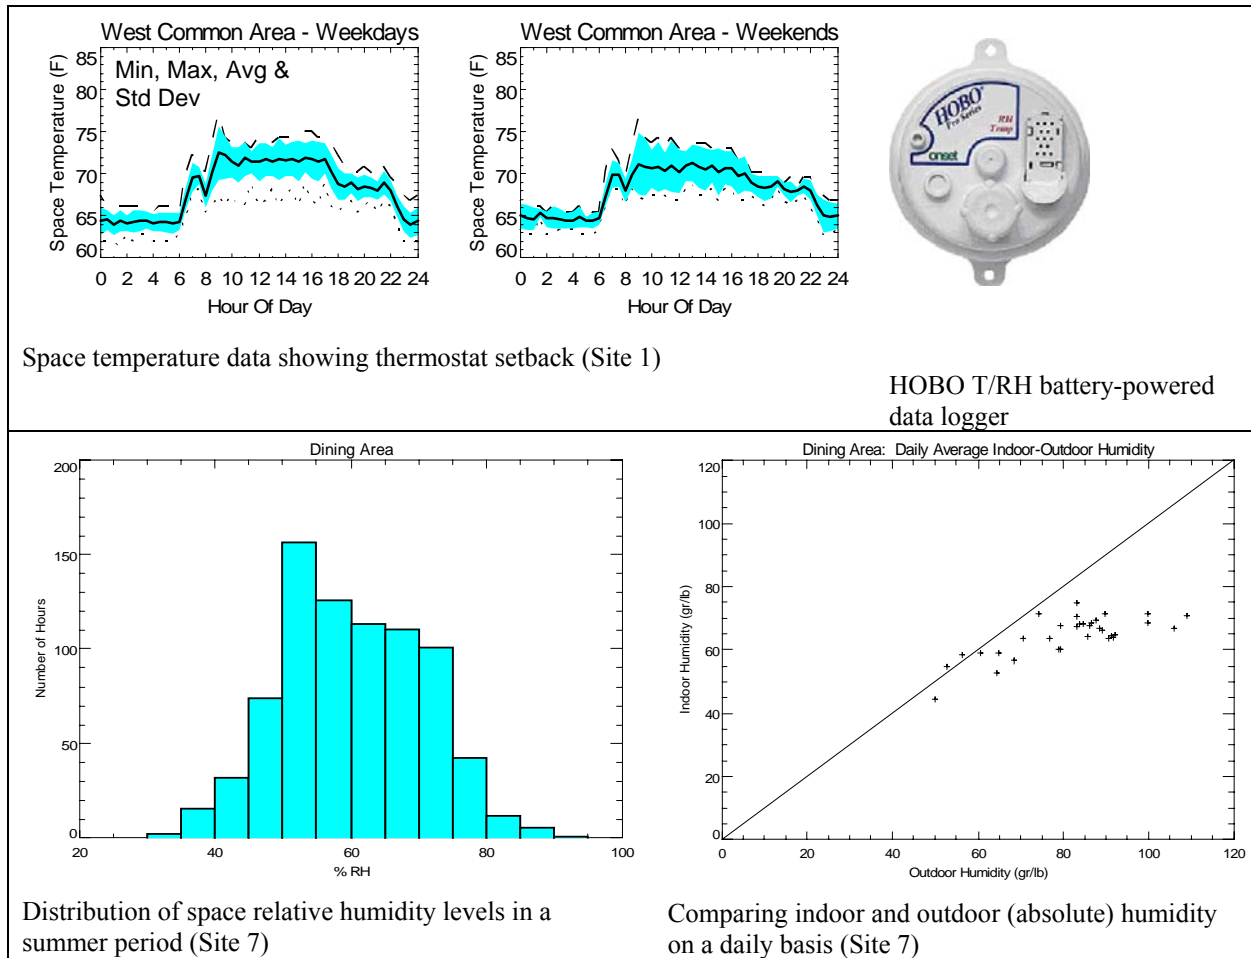 West Common Area - Weekdays
85
80
75
70
65
60
Space Temperature (F)
Min, Max, Avg &
Std Dev
0 2 4 6 8 10 12 14 16 18 20 22 24
Hour Of Day
West Common Area - Weekends
85
80
75
70
65
60
Space Temperature (F)
0 2 4 6 8 10 12 14 16 18 20 22 24
Hour Of Day
HOBO®
Pro Series
RH
Temp
onset
Space temperature data showing thermostat setback (Site 1)
HOBO T/RH battery-powered
data logger
Dining Area
200
150
100
50
0
Number of Hours
20 40 60 80 100
% RH
Distribution of space relative humidity levels in a
summer period (Site 7)
Dining Area: Daily Average Indoor-Outdoor Humidity
120
100
80
60
40
20
0
Indoor Humidity (gr/lb)
0 20 40 60 80 100 120
Outdoor Humidity (gr/lb)
Comparing indoor and outdoor (absolute) humidity
on a daily basis (Site 7)